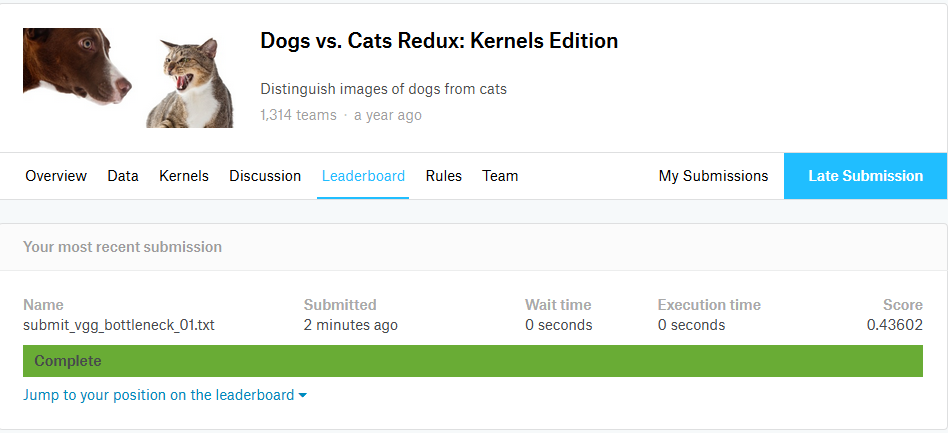 Dogs vs. Cats Redux: Kernels Edition
Distinguish images of dogs from cats
1,314 teams · a year ago
Overview Data Kernels Discussion Leaderboard Rules Team My Submissions Late Submission
Your most recent submission
Name Submitted Wait time Execution time Score
submit_vgg_bottleneck_01.txt 2 minutes ago 0 seconds 0 seconds 0.43602
Complete
Jump to your position on the leaderboard